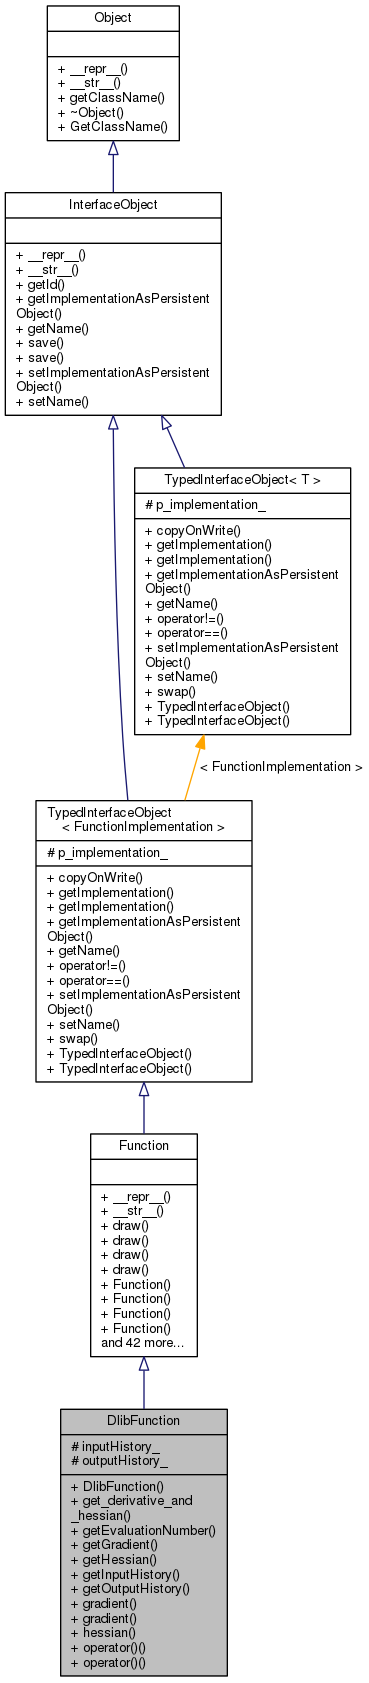 Object
+ __repr__()
+ __str__()
+ getClassName()
+ ~Object()
+ GetClassName()
InterfaceObject
+ __repr__()
+ __str__()
+ getId()
+ getImplementationAsPersistent
Object()
+ getName()
+ save()
+ save()
+ setImplementationAsPersistent
Object()
+ setName()
TypedInterfaceObject< T >
# p_implementation_
+ copyOnWrite()
+ getImplementation()
+ getImplementation()
+ getImplementationAsPersistent
Object()
+ getName()
+ operator!=()
+ operator==()
+ setImplementationAsPersistent
Object()
+ setName()
+ swap()
+ TypedInterfaceObject()
+ TypedInterfaceObject()
< FunctionImplementation >
TypedInterfaceObject
< FunctionImplementation >
# p_implementation_
+ copyOnWrite()
+ getImplementation()
+ getImplementation()
+ getImplementationAsPersistent
Object()
+ getName()
+ operator!=()
+ operator==()
+ setImplementationAsPersistent
Object()
+ setName()
+ swap()
+ TypedInterfaceObject()
+ TypedInterfaceObject()
Function
+ __repr__()
+ __str__()
+ draw()
+ draw()
+ draw()
+ draw()
+ Function()
+ Function()
+ Function()
+ Function()
and 42 more...
DlibFunction
# inputHistory_
# outputHistory_
+ DlibFunction()
+ get_derivative_and
_hessian()
+ getEvaluationNumber()
+ getGradient()
+ getHessian()
+ getInputHistory()
+ getOutputHistory()
+ gradient()
+ gradient()
+ hessian()
+ operator()()
+ operator()()